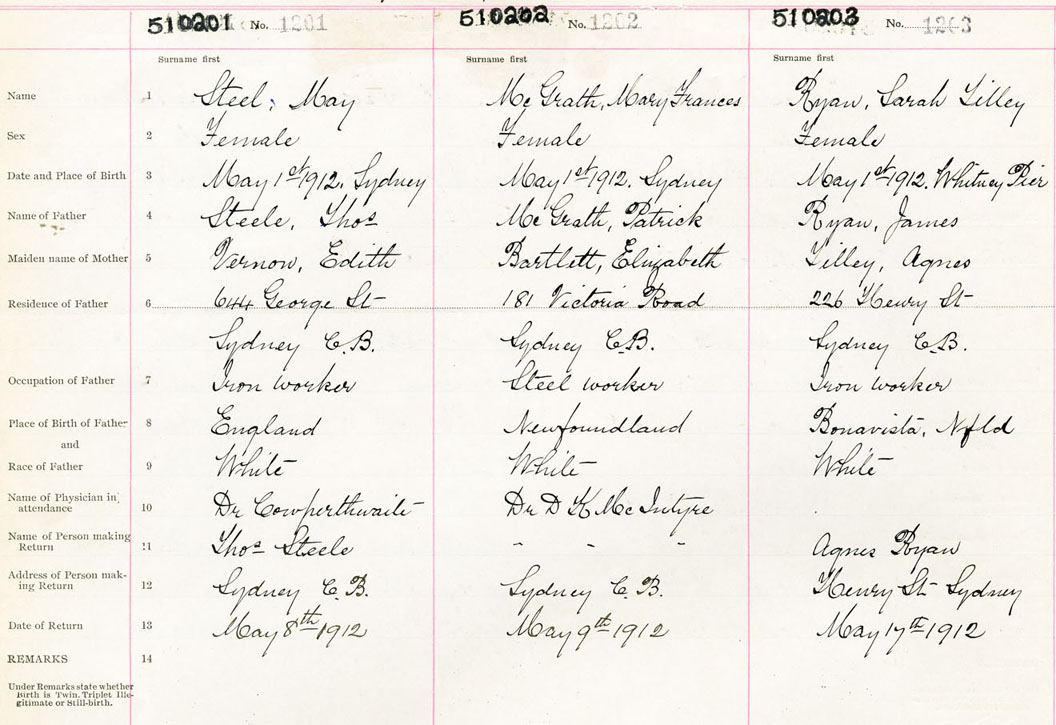 510201 No. 1201 510202 No. 1202 510203 No. 1203
Surname first Surname first Surname first
Name 1 Steel, May McGrath, Mary Frances Ryan, Sarah Lilley
Sex 2 Female Female Female
Date and Place of Birth 3 May 1st 1912. Sydney May 1st 1912. Sydney May 1st 1912. Whitney Pier
Name of Father 4 Steele, Thos McGrath, Patrick Ryan, James
Maiden name of Mother 5 Vernon, Edith Bartlett, Elizabeth Lilley, Agnes
Residence of Father 6 644 George St 181 Victoria Road 226 Henry St
Sydney C.B. Sydney C.B. Sydney C.B.
Occupation of Father 7 Iron worker Steel worker Iron worker
Place of Birth of Father 8 England Newfoundland Bonavista, Nfld
and
Race of Father 9 White White White
Name of Physician in
attendance 10 Dr Cowperthwaite Dr D K McIntyre
Name of Person making
Return 11 Thos Steele - - - Agnes Ryan
Address of Person mak-
ing Return 12 Sydney C.B. Sydney C.B. Henry St Sydney
Date of Return 13 May 8th 1912 May 9th 1912 May 17th 1912
REMARKS 14
Under Remarks state whether
Birth is Twin, Triplet Ille-
gitimate or Still-birth.